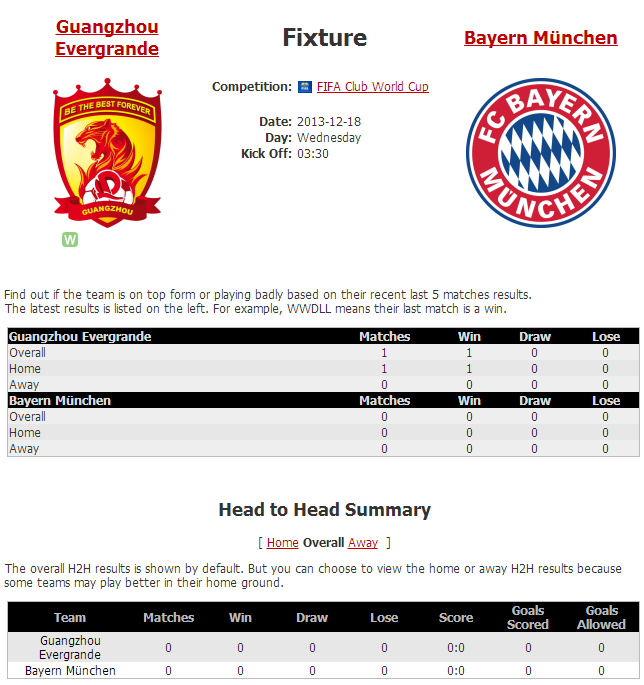 Guangzhou
Evergrande
Fixture
Bayern München
BE THE BEST FOREVER
GUANGZHOU
FC BAYERN
MÜNCHEN
Competition: FIFA Club World Cup
Date: 2013-12-18
Day: Wednesday
Kick Off: 03:30
W
Find out if the team is on top form or playing badly based on their recent last 5 matches results.
The latest results is listed on the left. For example, WWDLL means their last match is a win.
Guangzhou Evergrande Matches Win Draw Lose
Overall 1 1 0 0
Home 1 1 0 0
Away 0 0 0 0
Bayern München Matches Win Draw Lose
Overall 0 0 0 0
Home 0 0 0 0
Away 0 0 0 0
Head to Head Summary
[ Home Overall Away ]
The overall H2H results is shown by default. But you can choose to view the home or away H2H results because
some teams may play better in their home ground.
Team Matches Win Draw Lose Score Goals Scored Goals Allowed
Guangzhou Evergrande 0 0 0 0 0:0 0 0
Bayern München 0 0 0 0 0:0 0 0